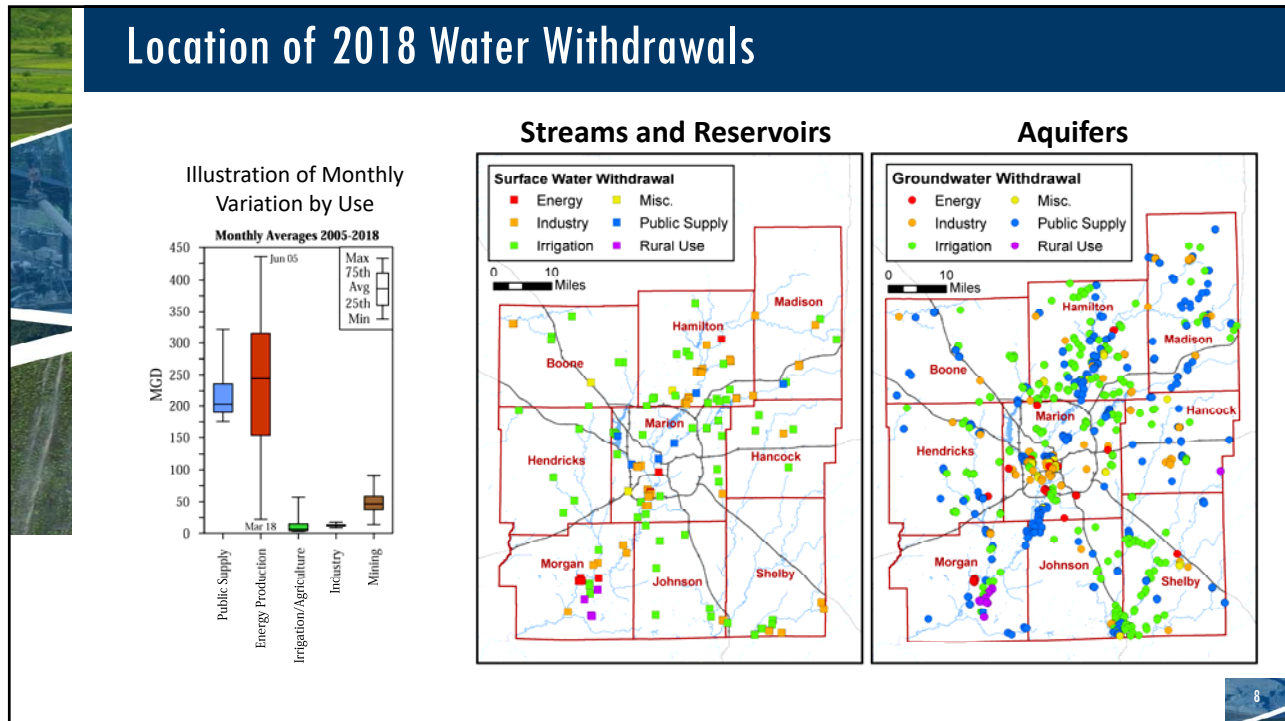 Location of 2018 Water Withdrawals
Illustration of Monthly
Variation by Use
Monthly Averages 2005-2018
450
400
350
300
250
200
150
100
50
0
MGD
Jun 05
Mar 18
Max
75th
Avg
25th
Min
Public Supply
Energy Production
Irrigation/Agriculture
Industry
Mining
Streams and Reservoirs
Surface Water Withdrawal
Energy
Misc.
Industry
Public Supply
Irrigation
Rural Use
0
10
Miles
Madison
Hamilton
Boone
Marion
Hendricks
Hancock
Morgan
Johnson
Shelby
Aquifers
Groundwater Withdrawal
Energy
Misc.
Industry
Public Supply
Irrigation
Rural Use
0
10
Miles
Hamilton
Madison
Boone
Marion
Hancock
Hendricks
Morgan
Johnson
Shelby
8